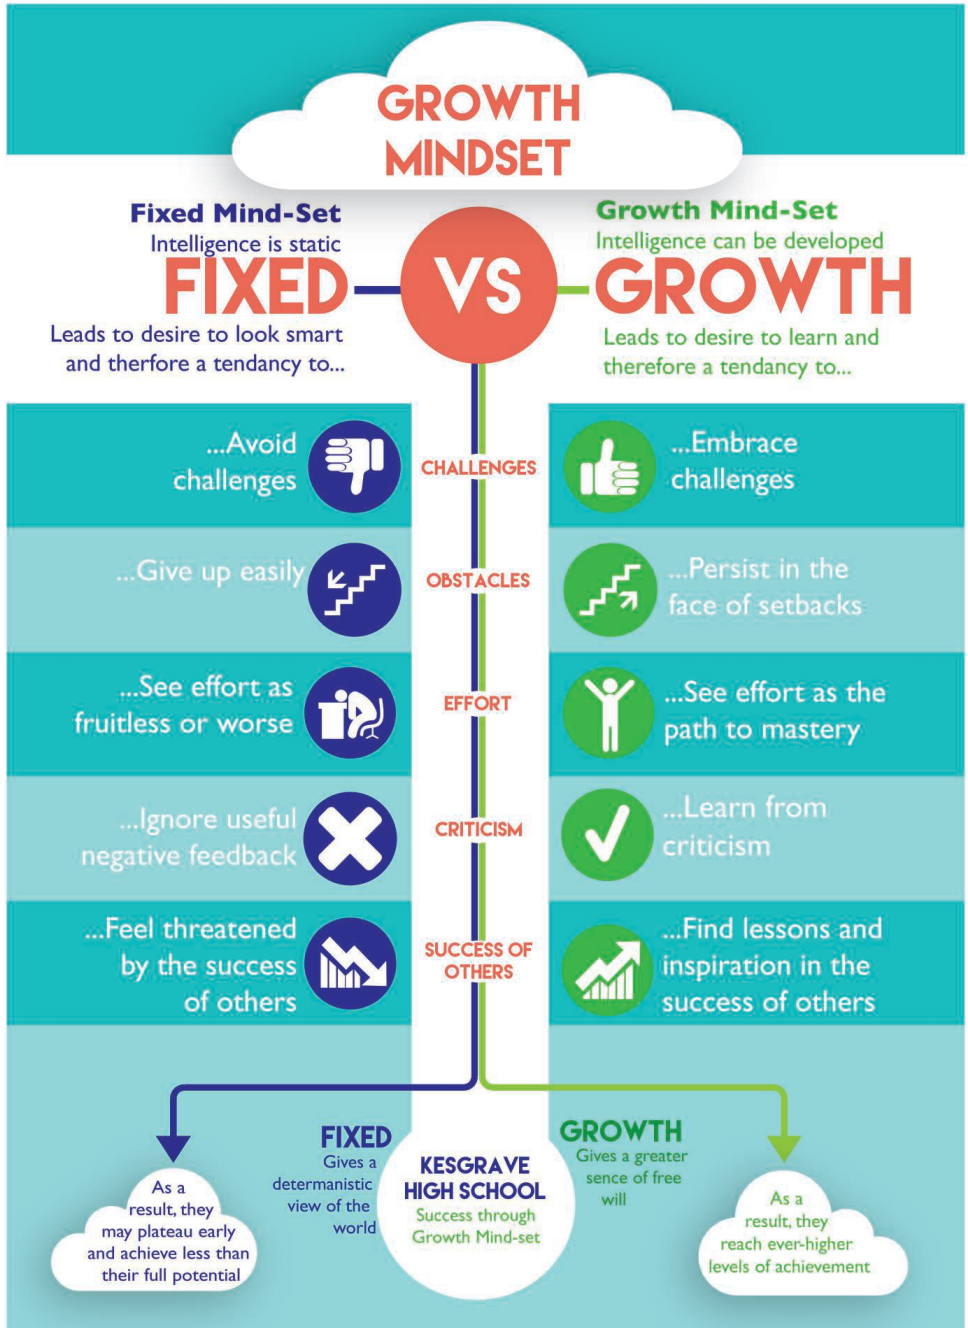 GROWTH
MINDSET
Fixed Mind-Set
Intelligence is static
FIXED
Leads to desire to look smart
and therfore a tendancy to...
VS
Growth Mind-Set
Intelligence can be developed
GROWTH
Leads to desire to learn and
therefore a tendancy to...
...Avoid
challenges
CHALLENGES
...Embrace
challenges
...Give up easily
OBSTACLES
...Persist in the
face of setbacks
...See effort as
fruitless or worse
EFFORT
...See effort as the
path to mastery
...Ignore useful
negative feedback
CRITICISM
...Learn from
criticism
...Feel threatened
by the success
of others
SUCCESS OF
OTHERS
...Find lessons and
inspiration in the
success of others
As a
result, they
may plateau early
and achieve less than
their full potential
FIXED
Gives a
determanistic
view of the
world
KESGRAVE
HIGH SCHOOL
Success through
Growth Mind-set
GROWTH
Gives a greater
sence of free
will
As a
result, they
reach ever-higher
levels of achievement